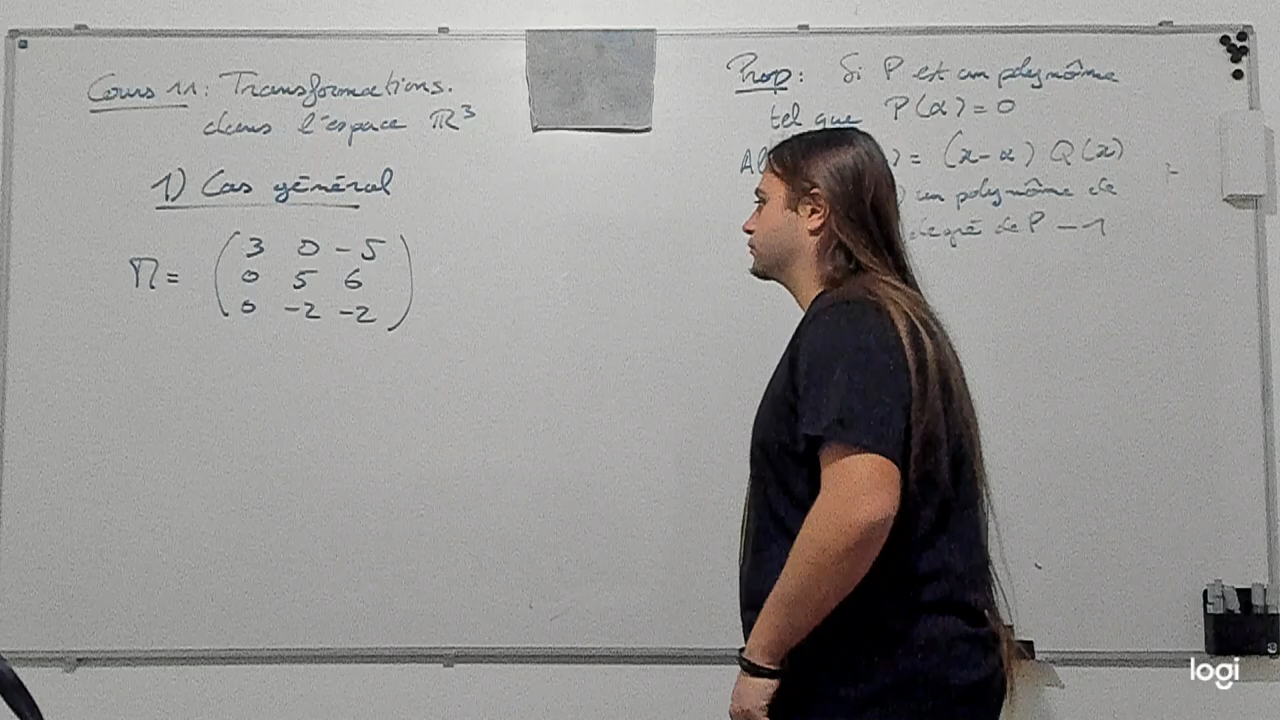 Cours 11: Transformations.
dans l'espace ℝ³
1) Cas général
M = ( 3 0 -5
0 5 6
0 -2 -2 )
Prop: Si P est un polynôme
tel que P(α) = 0
Al ) = (x-α) Q(x)
) un polynôme de
degré de P - 1
logi